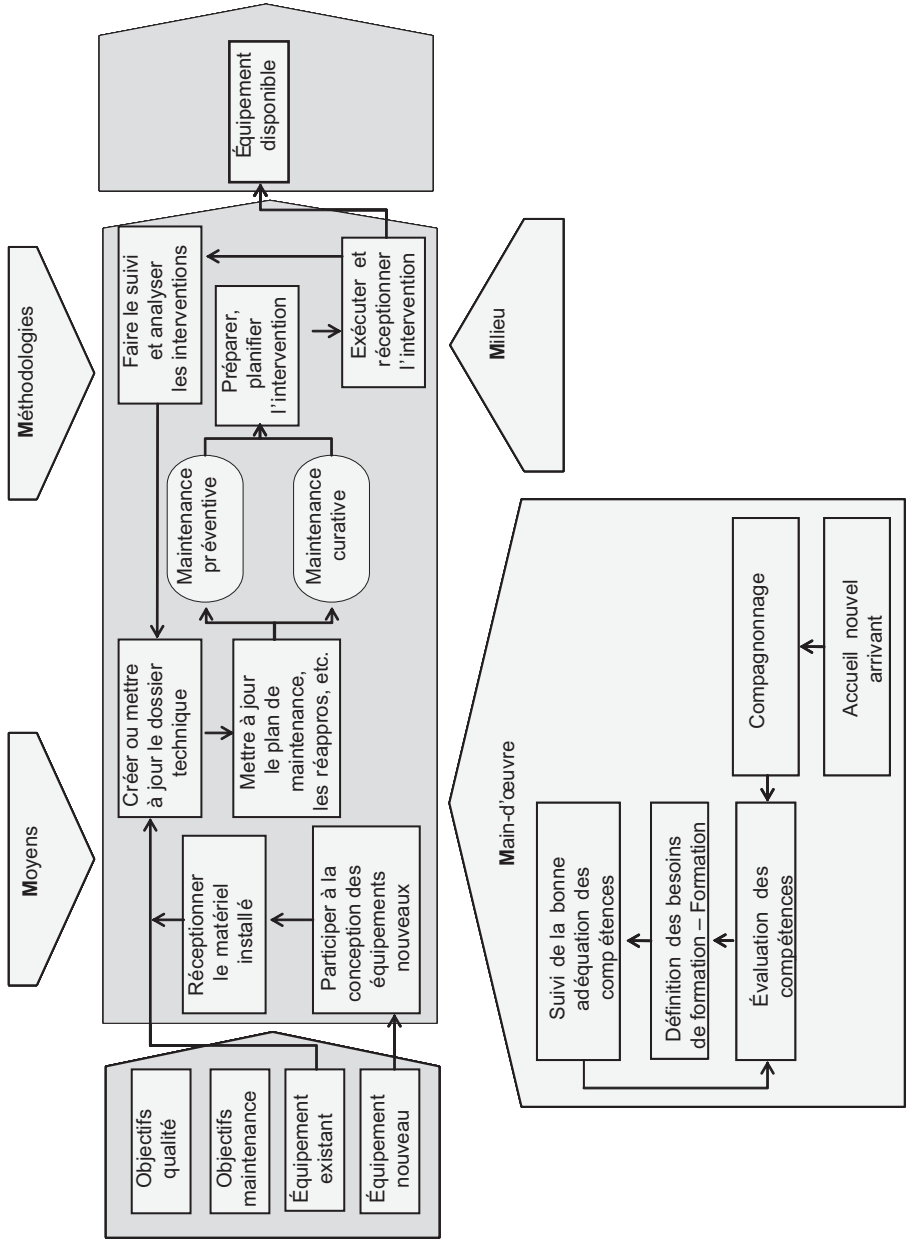 Moyens
Méthodologies
Objectifs
qualité
Objectifs
maintenance
Équipement
existant
Équipement
nouveau
Réceptionner
le matériel
installé
Participer à la
conception des
équipements
nouveaux
Créer ou mettre
à jour le dossier
technique
Mettre à jour
le plan de
maintenance,
les réappros, etc.
Maintenance
préventive
Maintenance
curative
Préparer,
planifier
l’intervention
Faire le suivi
et analyser
les interventions
Exécuter et
réceptionner
l’intervention
Équipement
disponible
Main-d’œuvre
Suivi de la bonne
adéquation des
comp étences
Définition des besoins
de formation – Formation
Évaluation des
compétences
Compagnonnage
Accueil nouvel
arrivant
Milieu